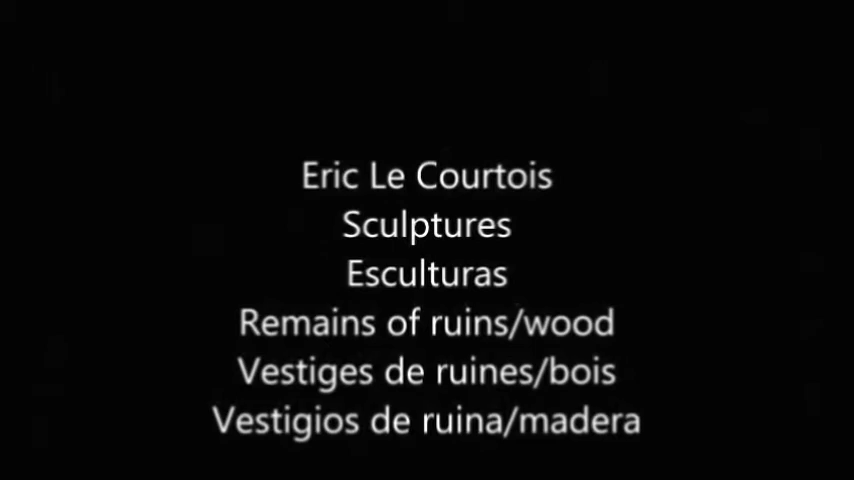 Eric Le Courtois
Sculptures
Esculturas
Remains of ruins/wood
Vestiges de ruines/bois
Vestigios de ruina/madera